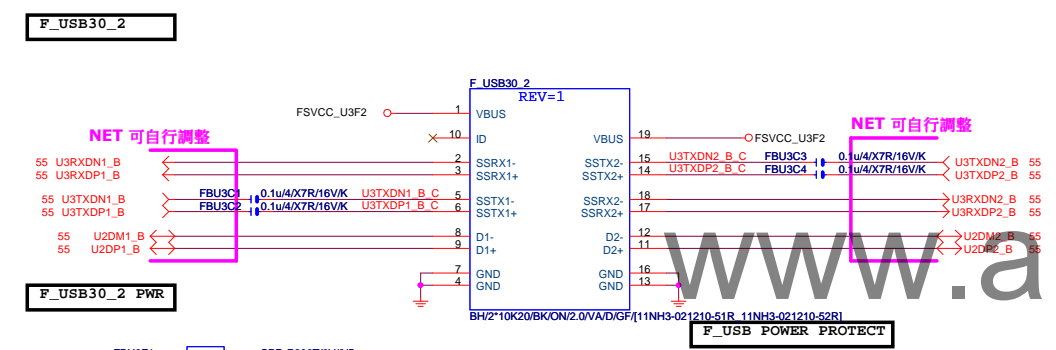 F_USB30_2
F_USB30_2
REV=1
FSVCC_U3F2 1 VBUS
NET 可自行調整
10 ID
VBUS 19 FSVCC_U3F2
NET 可自行調整
55 U3RXDN1_B 2 SSRX1-
55 U3RXDP1_B 3 SSRX1+
SSTX2- 15 U3TXDN2_B_C FBU3C3 0.1u/4/X7R/16V/K U3TXDN2_B 55
SSTX2+ 14 U3TXDP2_B_C FBU3C4 0.1u/4/X7R/16V/K U3TXDP2_B 55
55 U3TXDN1_B FBU3C1 0.1u/4/X7R/16V/K U3TXDN1_B_C 5 SSTX1-
55 U3TXDP1_B FBU3C2 0.1u/4/X7R/16V/K U3TXDP1_B_C 6 SSTX1+
SSRX2- 18 U3RXDN2_B 55
SSRX2+ 17 U3RXDP2_B 55
55 U2DM1_B 8 D1-
55 U2DP1_B 9 D1+
D2- 12 U2DM2_B 55
D2+ 11 U2DP2_B 55
7 GND
4 GND
GND 16
GND 13
www.a
F_USB30_2 PWR
BH/2*10K20/BK/ON/2.0/VA/D/GF/[11NH3-021210-51R_11NH3-021210-52R]
F_USB POWER PROTECT